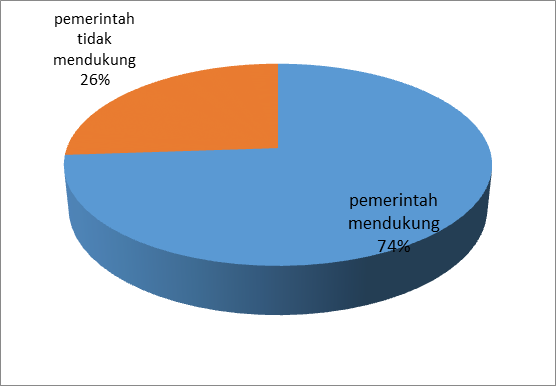 pemerintah
tidak
mendukung
26%
pemerintah
mendukung
74%